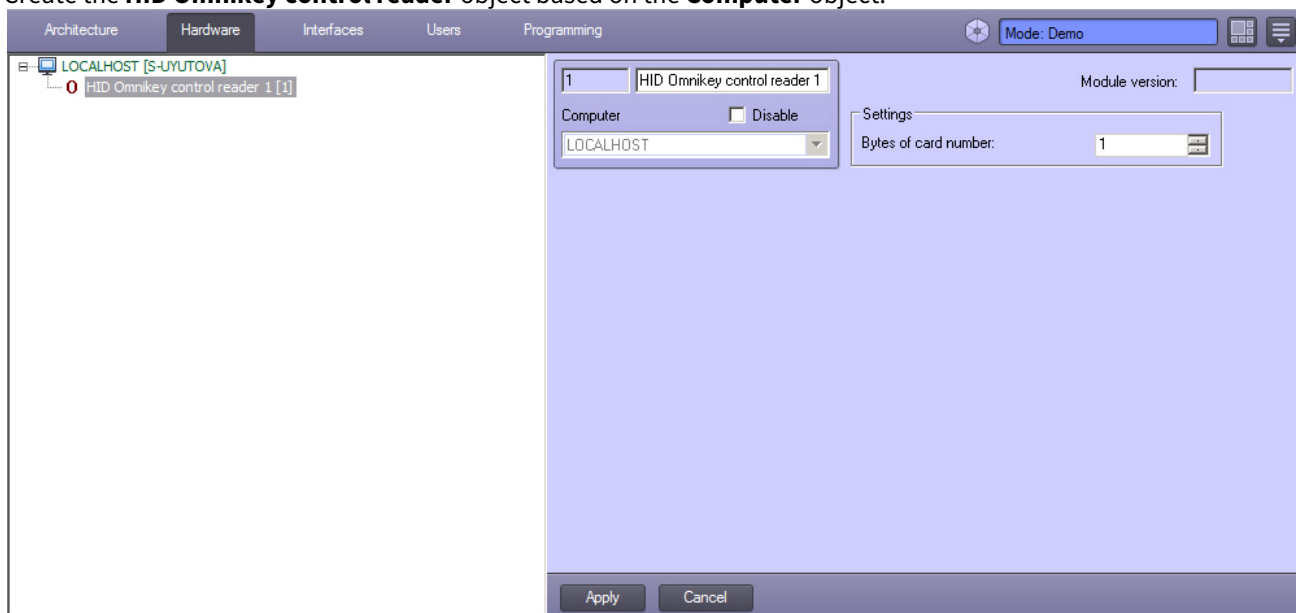 Create the HID Omnikey control reader object based on the Computer object.
Architecture Hardware Interfaces Users Programming Mode: Demo
LOCALHOST [S-UYUTOVA]
HID Omnikey control reader 1 [1]
1 HID Omnikey control reader 1
Module version:
Computer Disable
Settings
LOCALHOST
Bytes of card number: 1
Apply Cancel